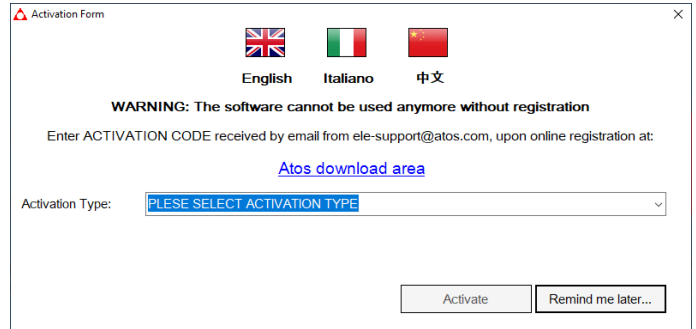 Activation Form
English Italiano 中文
WARNING: The software cannot be used anymore without registration
Enter ACTIVATION CODE received by email from ele-support@atos.com, upon online registration at:
Atos download area
Activation Type: PLESE SELECT ACTIVATION TYPE
Activate Remind me later...